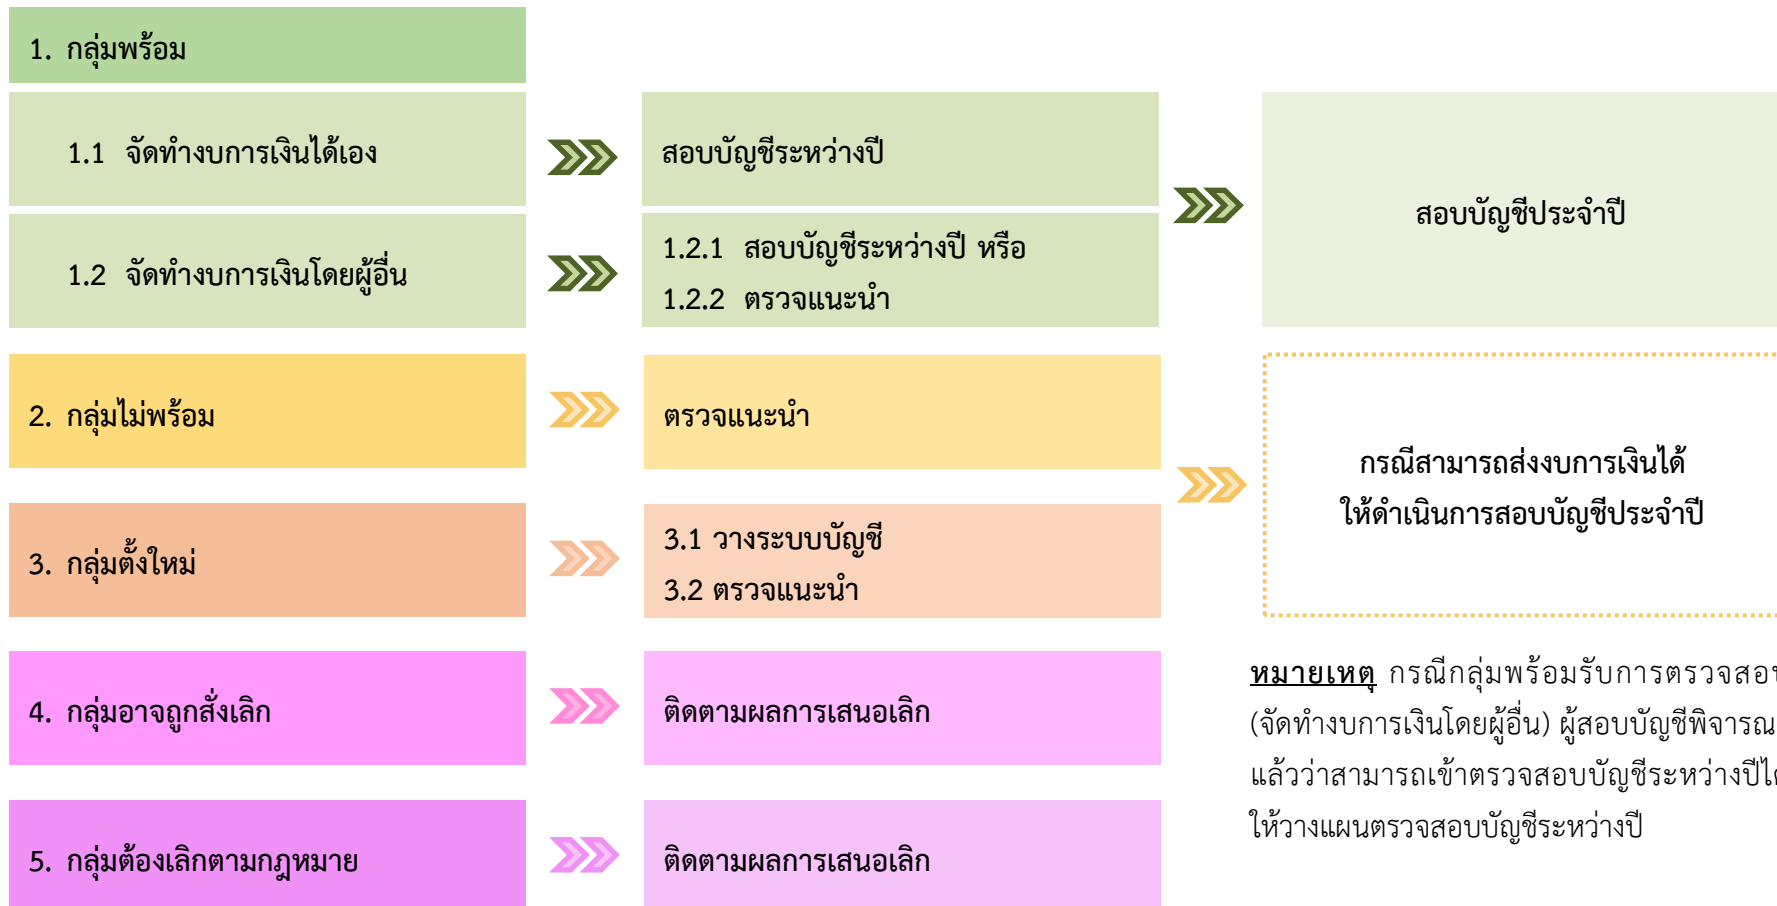 1. กลุ่มพร้อม
1.1 จัดทำงบการเงินได้เอง
สอบบัญชีระหว่างปี
1.2 จัดทำงบการเงินโดยผู้อื่น
1.2.1 สอบบัญชีระหว่างปี หรือ
1.2.2 ตรวจแนะนำ
สอบบัญชีประจำปี
2. กลุ่มไม่พร้อม
ตรวจแนะนำ
3. กลุ่มตั้งใหม่
3.1 วางระบบบัญชี
3.2 ตรวจแนะนำ
กรณีสามารถส่งงบการเงินได้
ให้ดำเนินการสอบบัญชีประจำปี
4. กลุ่มอาจถูกสั่งเลิก
ติดตามผลการเสนอเลิก
5. กลุ่มต้องเลิกตามกฎหมาย
ติดตามผลการเสนอเลิก
หมายเหตุ กรณีกลุ่มพร้อมรับการตรวจสอบ
(จัดทำงบการเงินโดยผู้อื่น) ผู้สอบบัญชีพิจารณ
แล้วว่าสามารถเข้าตรวจสอบบัญชีระหว่างปีได้
ให้วางแผนตรวจสอบบัญชีระหว่างปี